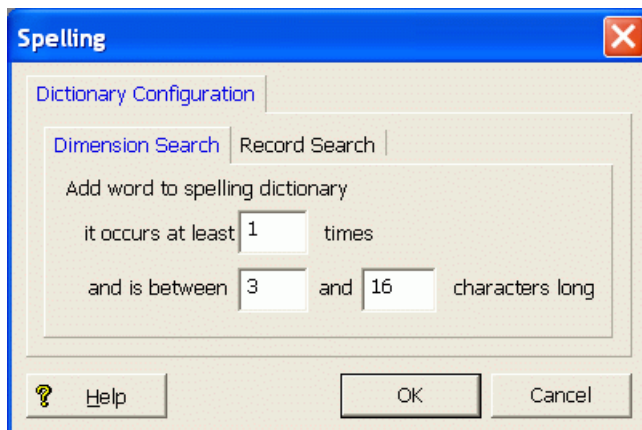 Spelling
Dictionary Configuration
Dimension Search Record Search
Add word to spelling dictionary
it occurs at least 1 times
and is between 3 and 16 characters long
? Help OK Cancel